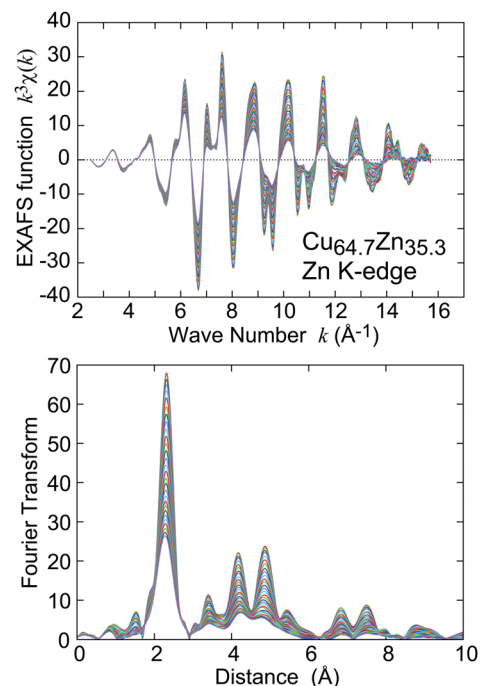 40
30
20
10
0
-10
-20
-30
-40
EXAFS function k³χ(k)
Cu64.7Zn35.3
Zn K-edge
2 4 6 8 10 12 14 16
Wave Number k (Å-1)
70
60
50
40
30
20
10
0
Fourier Transform
0 2 4 6 8 10
Distance (Å)